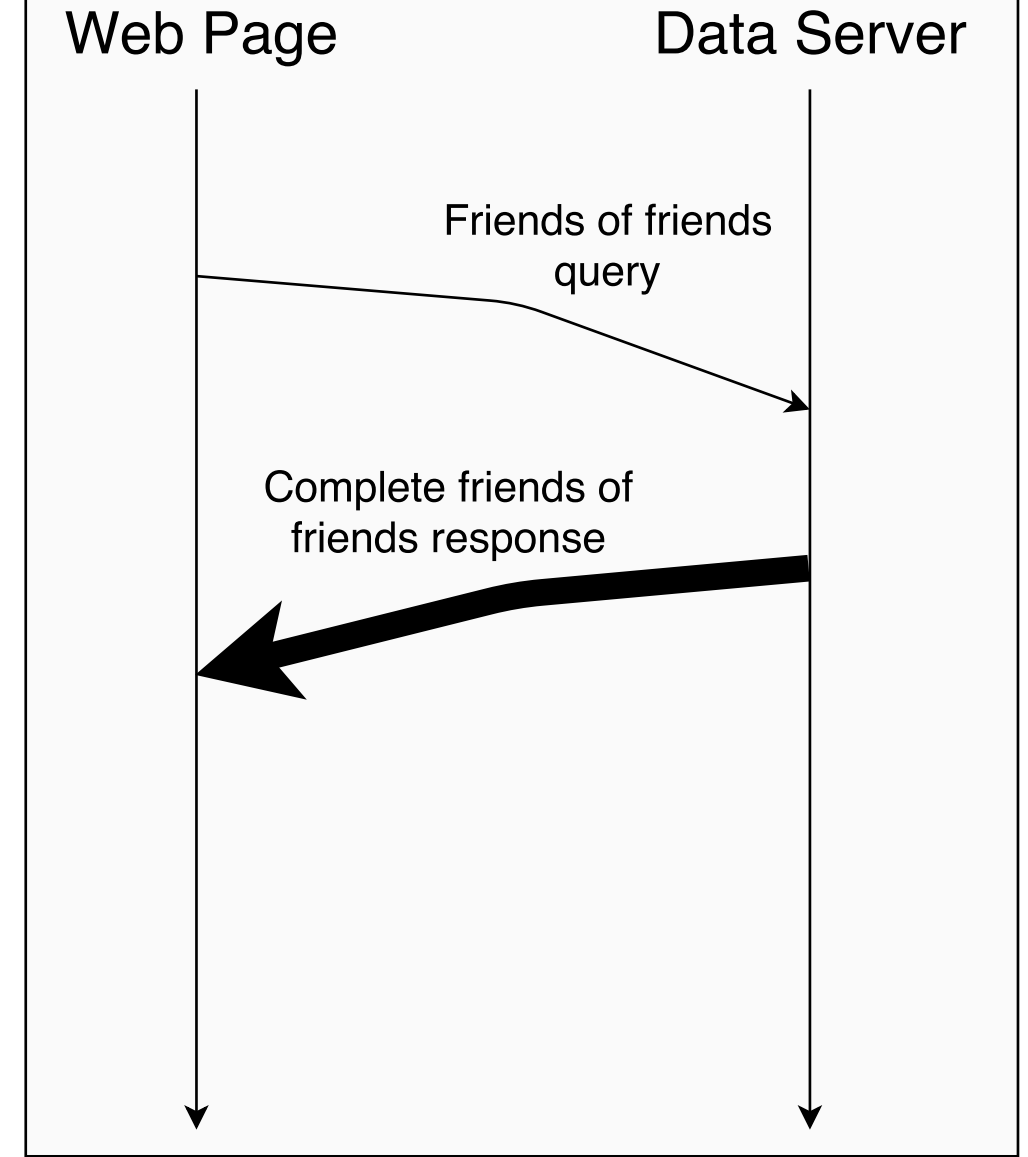 Web Page
Data Server
Friends of friends
query
Complete friends of
friends response